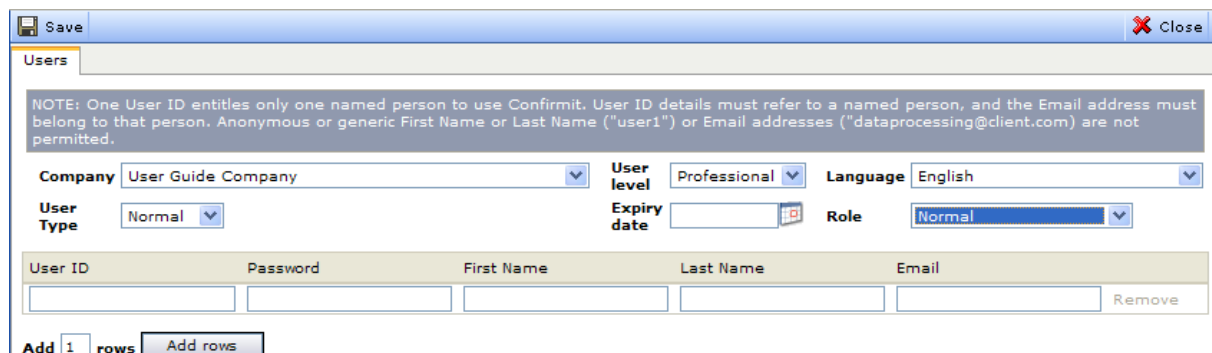 Save Close
Users
NOTE: One User ID entitles only one named person to use Confirmit. User ID details must refer to a named person, and the Email address must
belong to that person. Anonymous or generic First Name or Last Name ("user1") or Email addresses ("dataprocessing@client.com) are not
permitted.
Company User Guide Company User level Professional Language English
User Type Normal Expiry date Role Normal
User ID Password First Name Last Name Email
Remove
Add 1 rows Add rows